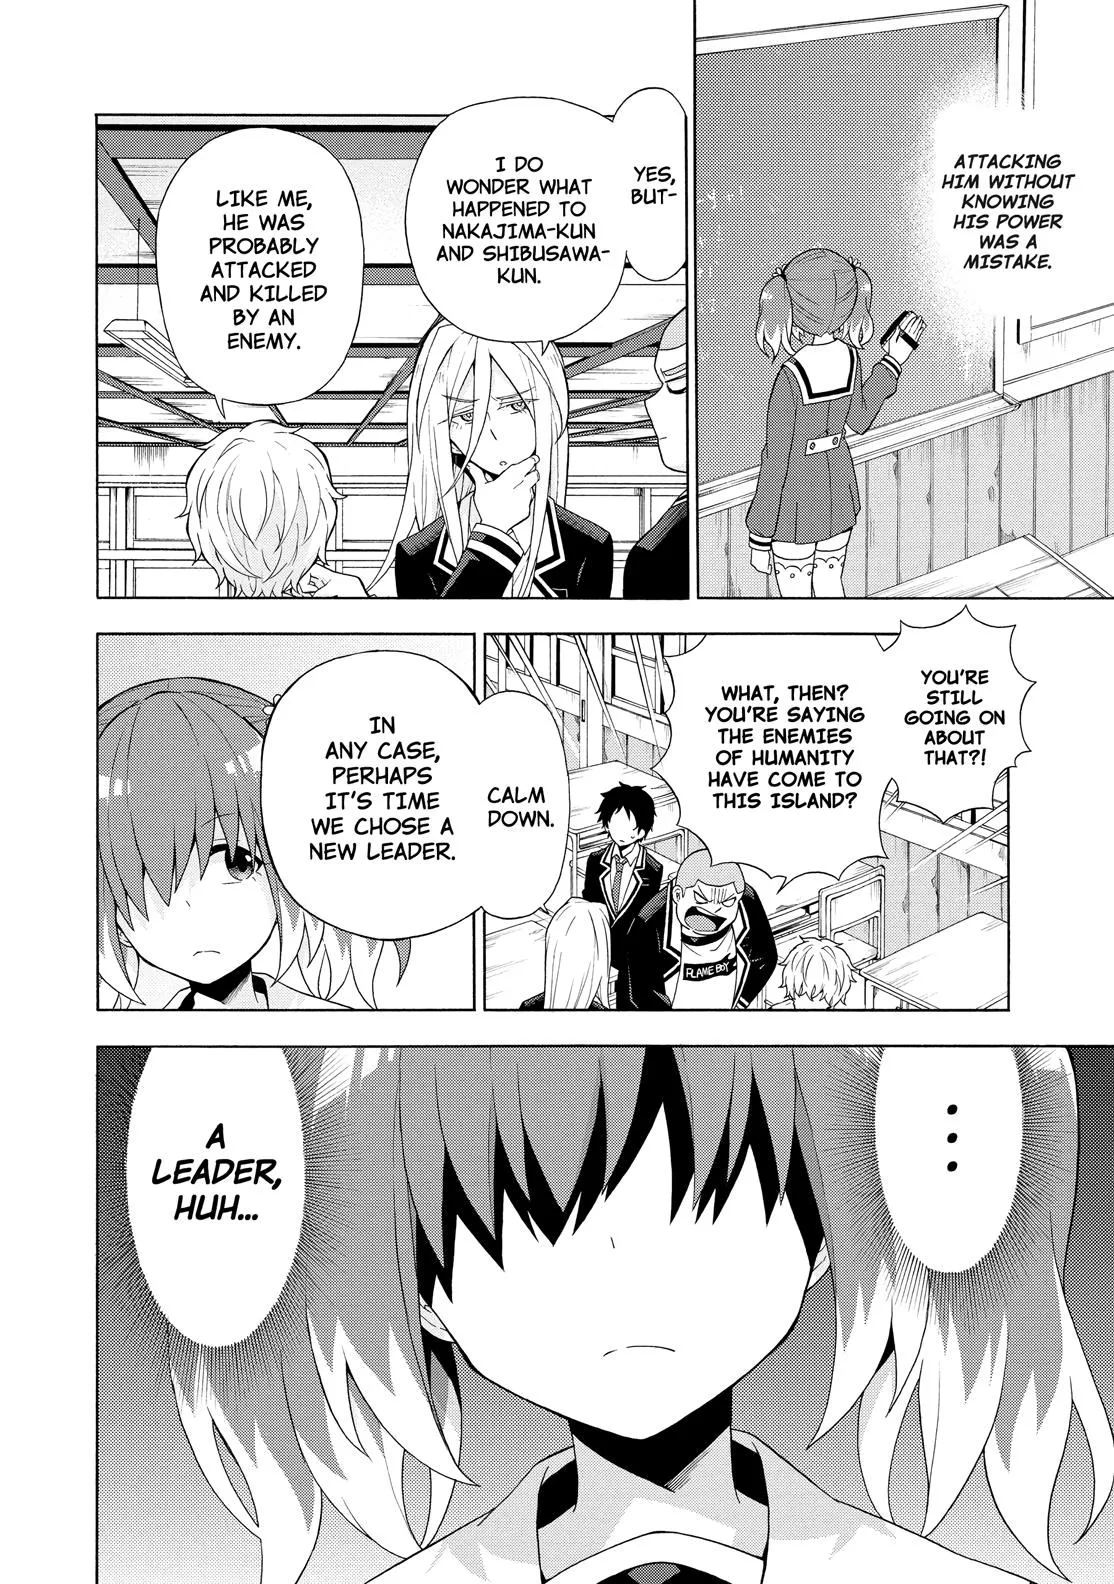 ATTACKING
HIM WITHOUT
KNOWING
HIS POWER
WAS A
MISTAKE.
YES,
BUT-
I DO
WONDER WHAT
HAPPENED TO
NAKAJIMA-KUN
AND SHIBUSAWA-
KUN.
LIKE ME,
HE WAS
PROBABLY
ATTACKED
AND KILLED
BY AN
ENEMY.
YOU'RE
STILL
GOING ON
ABOUT
THAT?!
WHAT, THEN?
YOU'RE SAYING
THE ENEMIES
OF HUMANITY
HAVE COME TO
THIS ISLAND?
FLAME BOY
CALM
DOWN.
IN
ANY CASE,
PERHAPS
IT'S TIME
WE CHOSE A
NEW LEADER.
...
A
LEADER,
HUH...